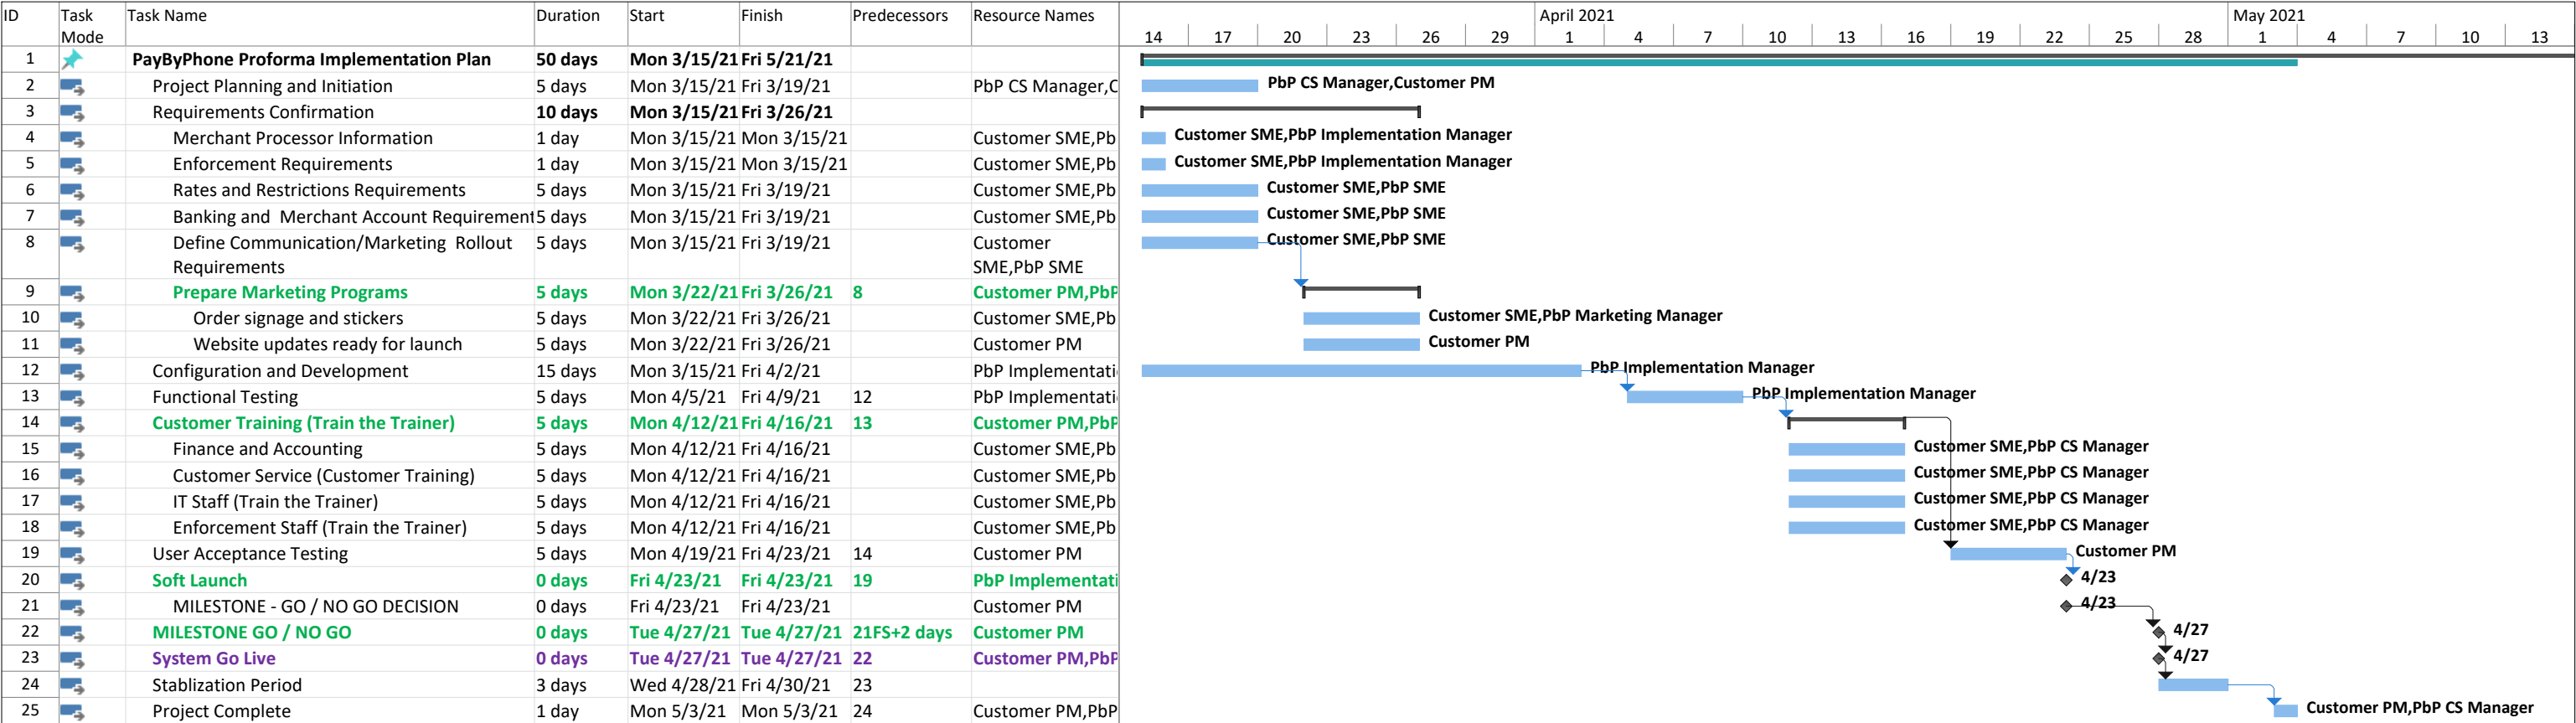 ID Task Mode Task Name Duration Start Finish Predecessors Resource Names April 2021 May 2021
14 17 20 23 26 29 1 4 7 10 13 16 19 22 25 28 1 4 7 10 13
1 PayByPhone Proforma Implementation Plan 50 days Mon 3/15/21 Fri 5/21/21
2 Project Planning and Initiation 5 days Mon 3/15/21 Fri 3/19/21 PbP CS Manager,C PbP CS Manager,Customer PM
3 Requirements Confirmation 10 days Mon 3/15/21 Fri 3/26/21
4 Merchant Processor Information 1 day Mon 3/15/21 Mon 3/15/21 Customer SME,Pb Customer SME,PbP Implementation Manager
5 Enforcement Requirements 1 day Mon 3/15/21 Mon 3/15/21 Customer SME,Pb Customer SME,PbP Implementation Manager
6 Rates and Restrictions Requirements 5 days Mon 3/15/21 Fri 3/19/21 Customer SME,Pb Customer SME,PbP SME
7 Banking and Merchant Account Requirement 5 days Mon 3/15/21 Fri 3/19/21 Customer SME,Pb Customer SME,PbP SME
8 Define Communication/Marketing Rollout 5 days Mon 3/15/21 Fri 3/19/21 Customer Customer SME,PbP SME
Requirements SME,PbP SME
9 Prepare Marketing Programs 5 days Mon 3/22/21 Fri 3/26/21 8 Customer PM,PbP
10 Order signage and stickers 5 days Mon 3/22/21 Fri 3/26/21 Customer SME,Pb Customer SME,PbP Marketing Manager
11 Website updates ready for launch 5 days Mon 3/22/21 Fri 3/26/21 Customer PM Customer PM
12 Configuration and Development 15 days Mon 3/15/21 Fri 4/2/21 PbP Implementati PbP Implementation Manager
13 Functional Testing 5 days Mon 4/5/21 Fri 4/9/21 12 PbP Implementati PbP Implementation Manager
14 Customer Training (Train the Trainer) 5 days Mon 4/12/21 Fri 4/16/21 13 Customer PM,PbP
15 Finance and Accounting 5 days Mon 4/12/21 Fri 4/16/21 Customer SME,Pb Customer SME,PbP CS Manager
16 Customer Service (Customer Training) 5 days Mon 4/12/21 Fri 4/16/21 Customer SME,Pb Customer SME,PbP CS Manager
17 IT Staff (Train the Trainer) 5 days Mon 4/12/21 Fri 4/16/21 Customer SME,Pb Customer SME,PbP CS Manager
18 Enforcement Staff (Train the Trainer) 5 days Mon 4/12/21 Fri 4/16/21 Customer SME,Pb Customer SME,PbP CS Manager
19 User Acceptance Testing 5 days Mon 4/19/21 Fri 4/23/21 14 Customer PM Customer PM
20 Soft Launch 0 days Fri 4/23/21 Fri 4/23/21 19 PbP Implementati 4/23
21 MILESTONE - GO / NO GO DECISION 0 days Fri 4/23/21 Fri 4/23/21 Customer PM 4/23
22 MILESTONE GO / NO GO 0 days Tue 4/27/21 Tue 4/27/21 21FS+2 days Customer PM 4/27
23 System Go Live 0 days Tue 4/27/21 Tue 4/27/21 22 Customer PM,PbP 4/27
24 Stablization Period 3 days Wed 4/28/21 Fri 4/30/21 23
25 Project Complete 1 day Mon 5/3/21 Mon 5/3/21 24 Customer PM,PbP Customer PM,PbP CS Manager